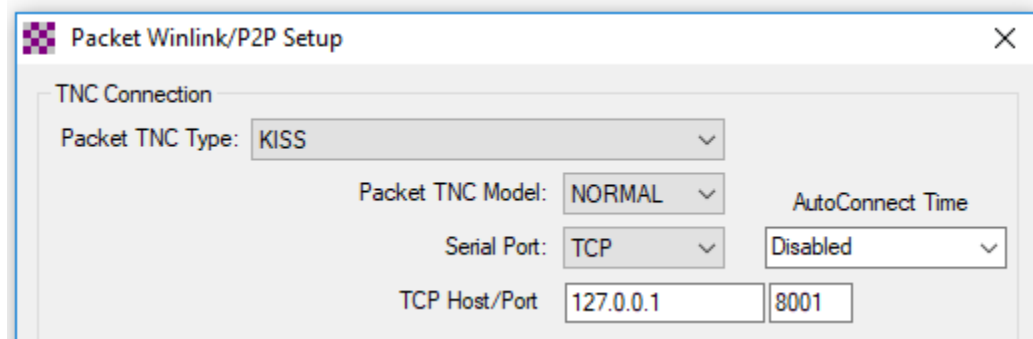 Packet Winlink/P2P Setup
TNC Connection
Packet TNC Type: KISS
Packet TNC Model: NORMAL
AutoConnect Time
Serial Port: TCP
Disabled
TCP Host/Port 127.0.0.1 8001